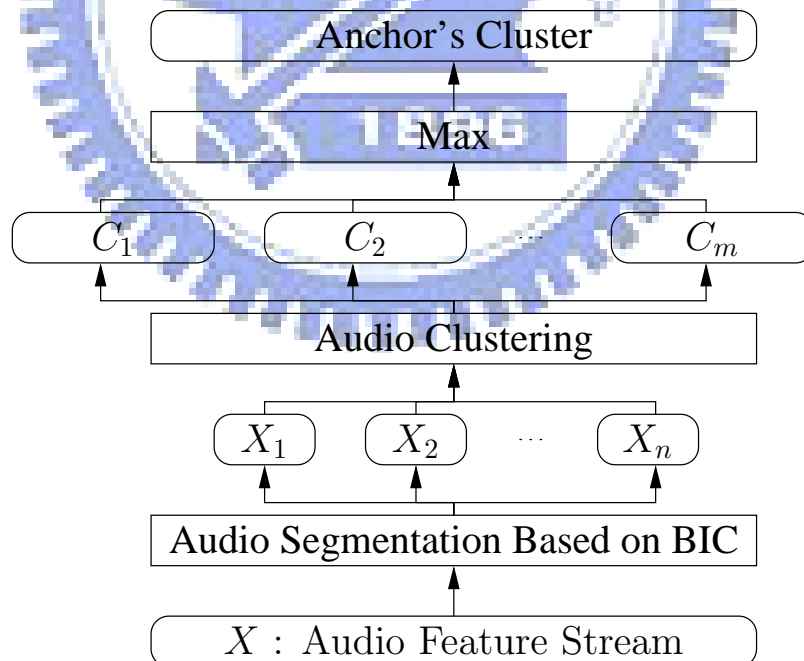 Anchor's Cluster
1896
Max
C₁ C₂ ... Cₘ
Audio Clustering
X₁ X₂ ... Xₙ
Audio Segmentation Based on BIC
X : Audio Feature Stream